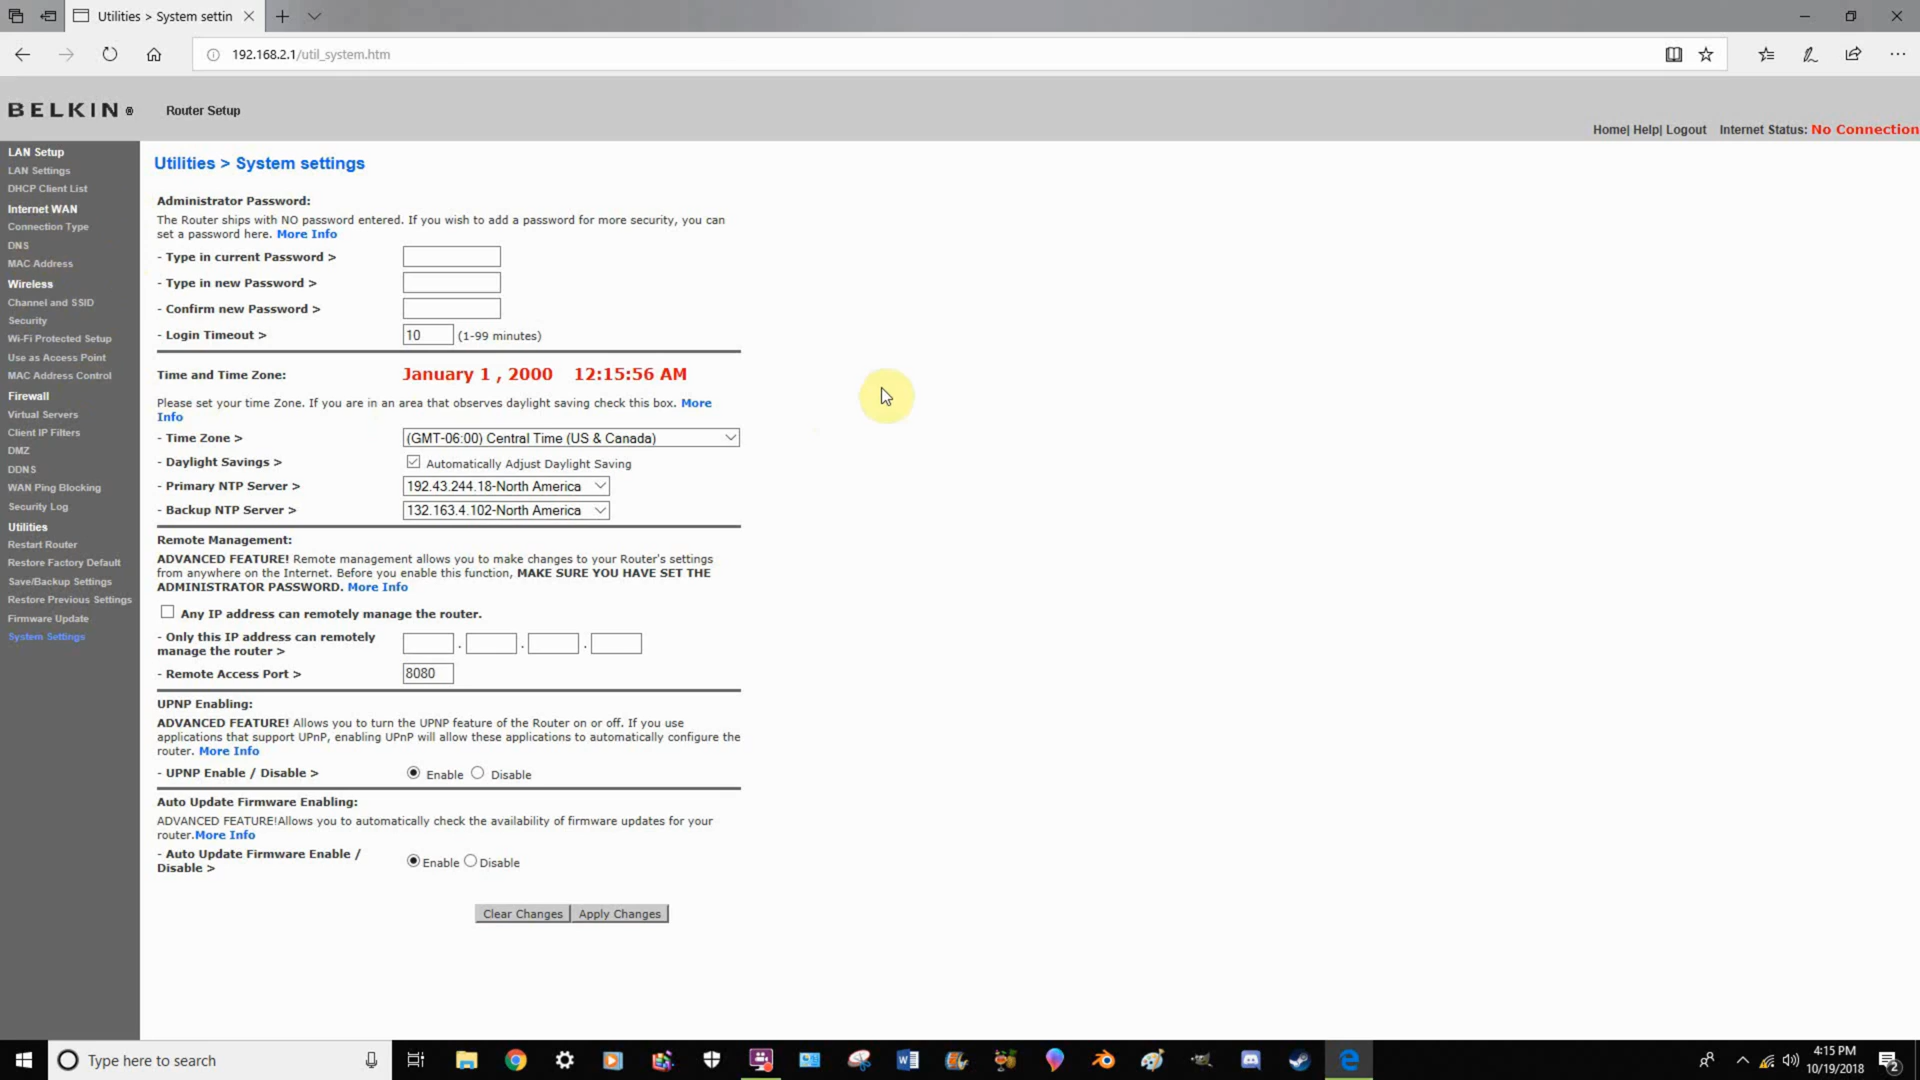 Utilities > System settin
192.168.2.1/util_system.htm
BELKIN®
Router Setup
Home| Help| Logout Internet Status: No Connection
LAN Setup
LAN Settings
DHCP Client List
Internet WAN
Connection Type
DNS
MAC Address
Wireless
Channel and SSID
Security
Wi-Fi Protected Setup
Use as Access Point
MAC Address Control
Firewall
Virtual Servers
Client IP Filters
DMZ
DDNS
WAN Ping Blocking
Security Log
Utilities
Restart Router
Restore Factory Default
Save/Backup Settings
Restore Previous Settings
Firmware Update
System Settings
Utilities > System settings
Administrator Password:
The Router ships with NO password entered. If you wish to add a password for more security, you can
set a password here. More Info
- Type in current Password >
- Type in new Password >
- Confirm new Password >
- Login Timeout > 10 (1-99 minutes)
Time and Time Zone: January 1 , 2000 12:15:56 AM
Please set your time Zone. If you are in an area that observes daylight saving check this box. More
Info
- Time Zone > (GMT-06:00) Central Time (US & Canada)
- Daylight Savings > Automatically Adjust Daylight Saving
- Primary NTP Server > 192.43.244.18-North America
- Backup NTP Server > 132.163.4.102-North America
Remote Management:
ADVANCED FEATURE! Remote management allows you to make changes to your Router's settings
from anywhere on the Internet. Before you enable this function, MAKE SURE YOU HAVE SET THE
ADMINISTRATOR PASSWORD. More Info
Any IP address can remotely manage the router.
- Only this IP address can remotely
manage the router > . . .
- Remote Access Port > 8080
UPNP Enabling:
ADVANCED FEATURE! Allows you to turn the UPNP feature of the Router on or off. If you use
applications that support UPnP, enabling UPnP will allow these applications to automatically configure the
router. More Info
- UPNP Enable / Disable > Enable Disable
Auto Update Firmware Enabling:
ADVANCED FEATURE!Allows you to automatically check the availability of firmware updates for your
router.More Info
- Auto Update Firmware Enable /
Disable > Enable Disable
Clear Changes Apply Changes
Type here to search
4:15 PM
10/19/2018
2